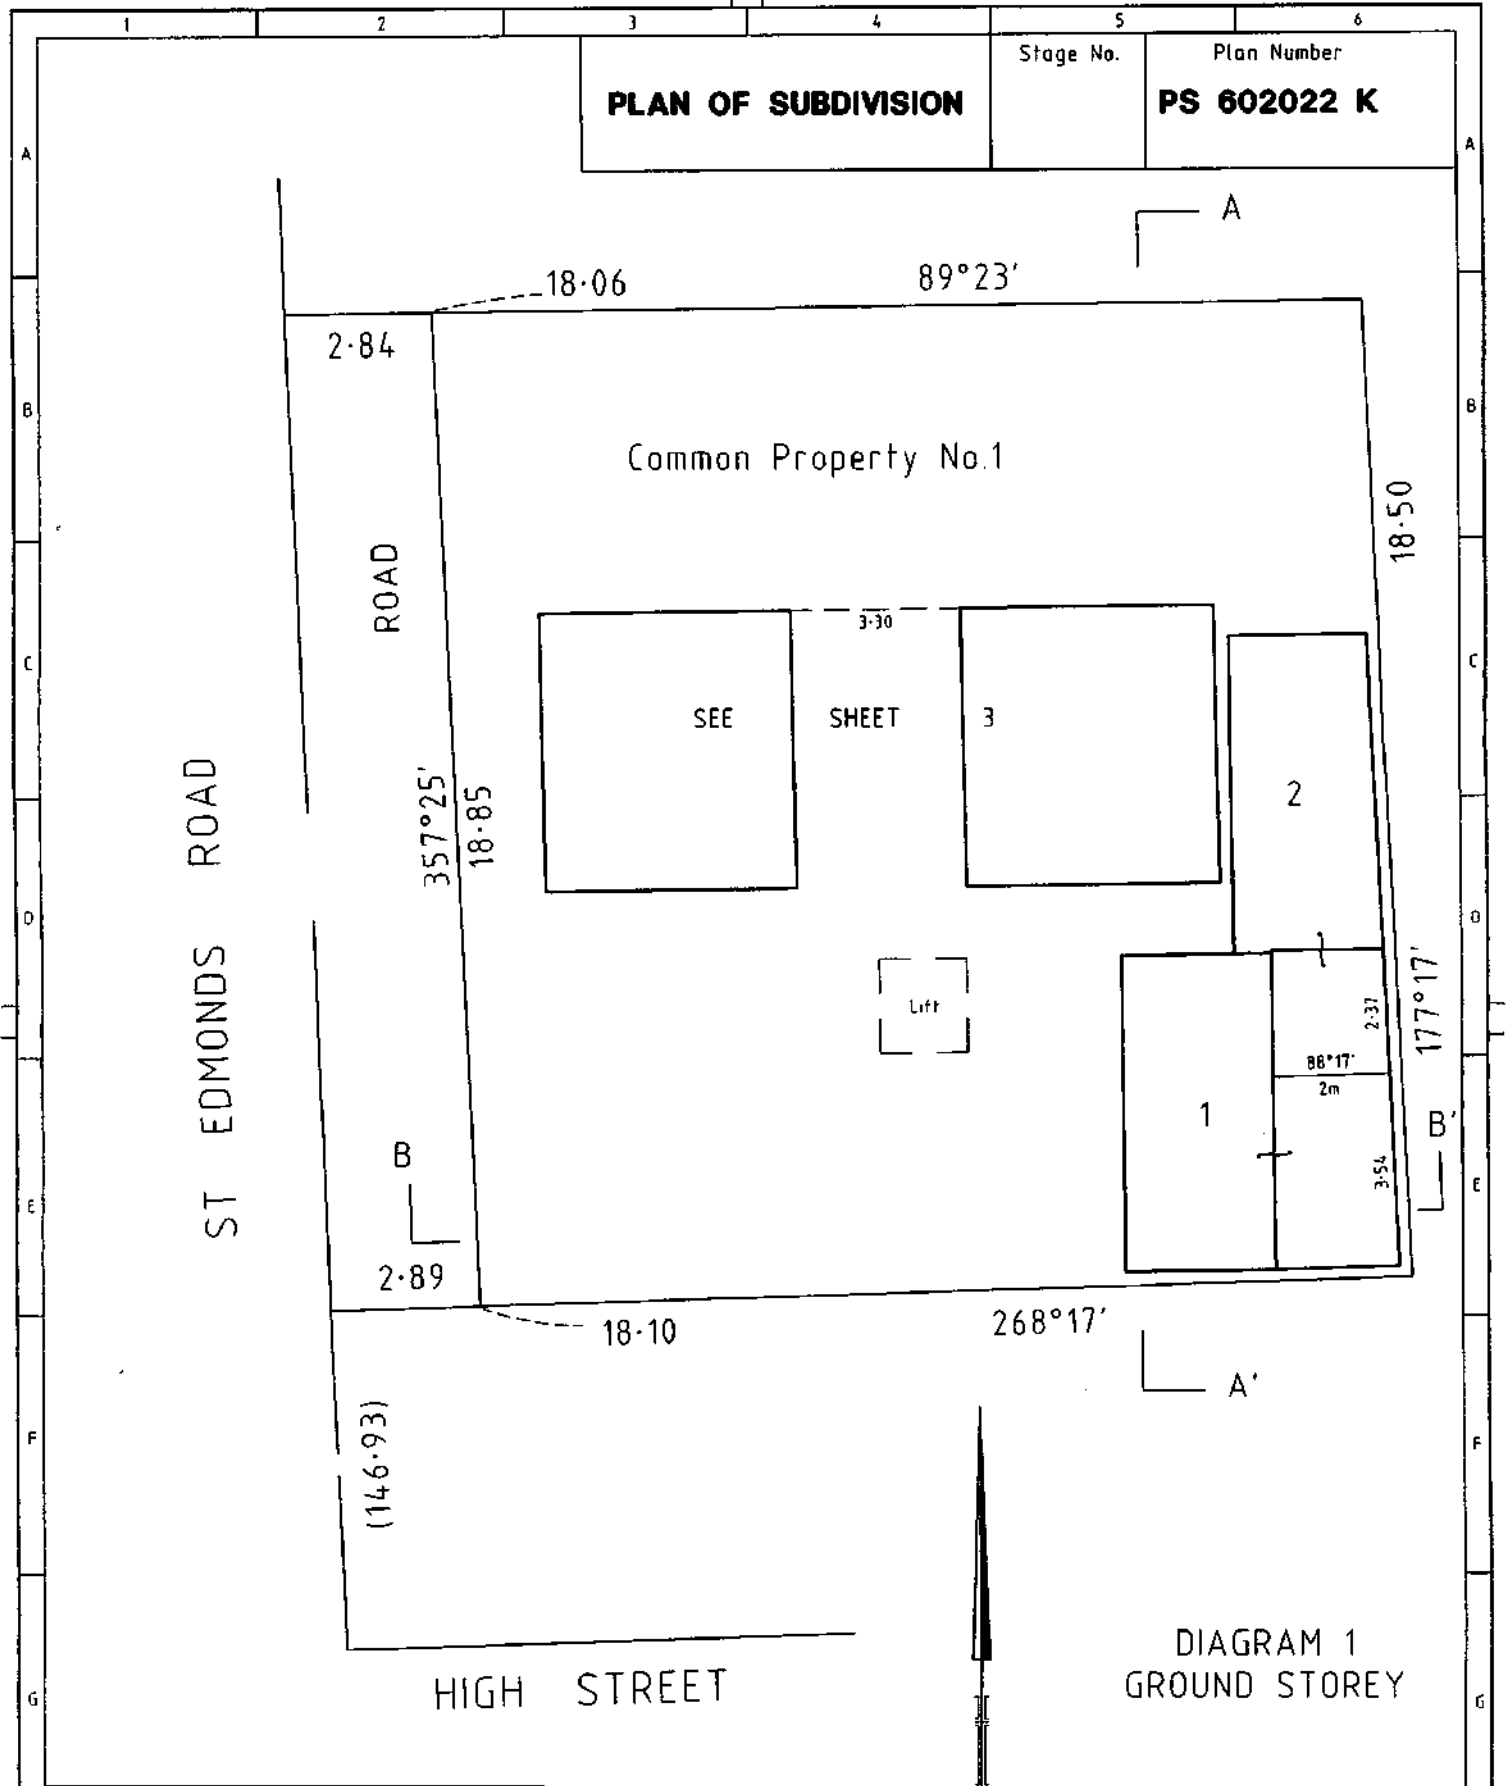 1 2 3 4 5 6
Stage No. Plan Number
PLAN OF SUBDIVISION PS 602022 K
A A
A
18·06 89°23'
2·84
B B
Common Property No.1
18·50
ROAD
3·30
C C
SEE SHEET 3
2
ST EDMONDS ROAD
357°25'
18·85
D D
Lift
2·37
177°17'
88°17'
2m
1
B B'
3·54
E E
2·89
18·10 268°17'
A'
(146·93)
F F
DIAGRAM 1
GROUND STOREY
HIGH STREET
G G